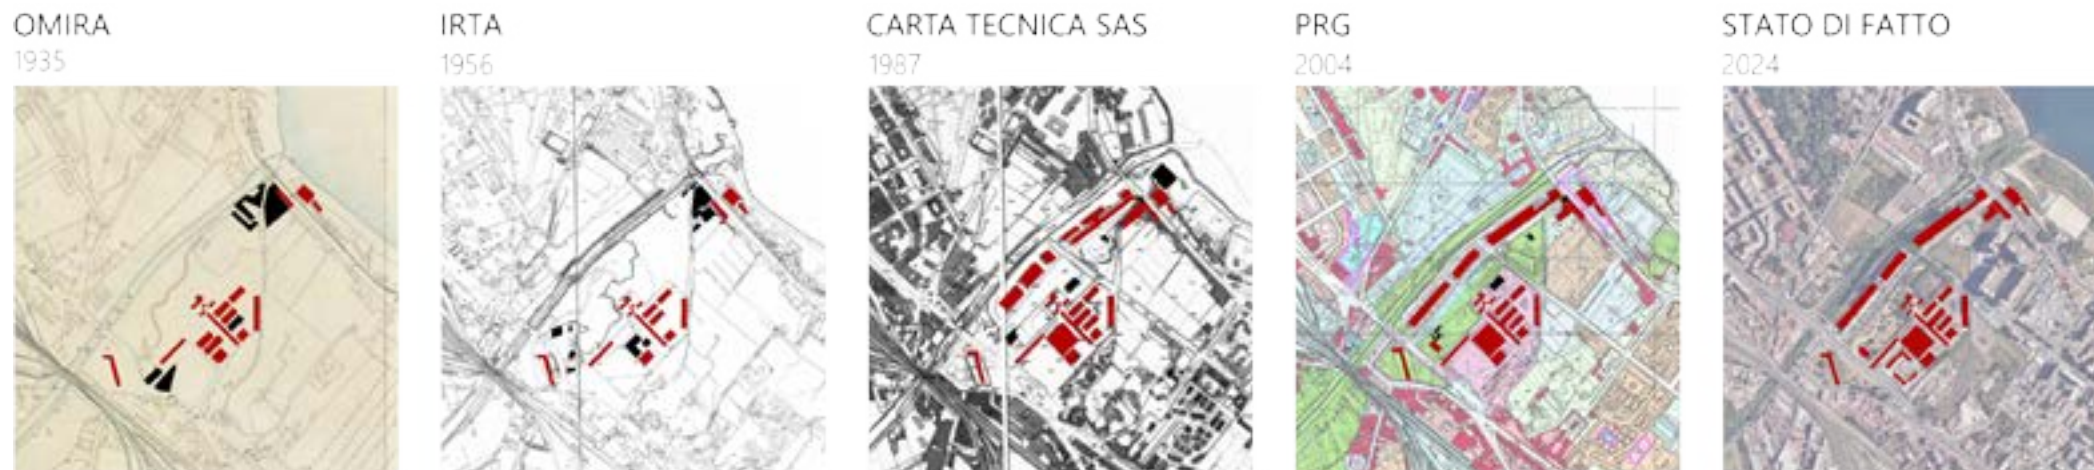 OMIRA
1935
IRTA
1956
CARTA TECNICA SAS
1987
PRG
2004
STATO DI FATTO
2024